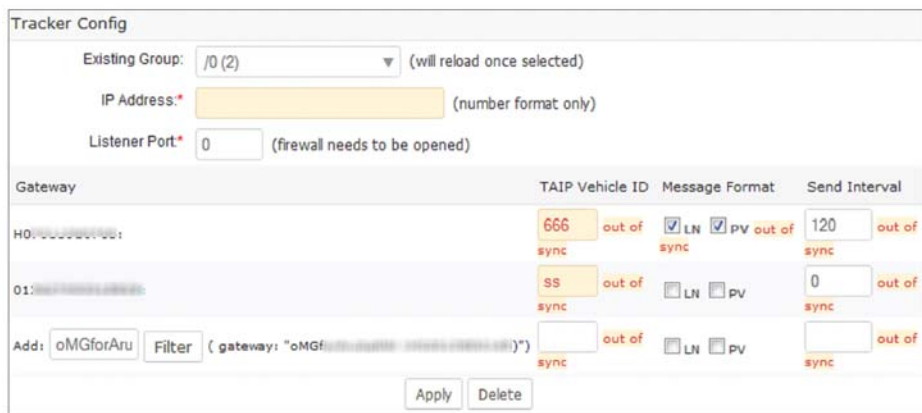 Tracker Config
Existing Group: /0 (2) (will reload once selected)
IP Address:* (number format only)
Listener Port:* 0 (firewall needs to be opened)
Gateway TAIP Vehicle ID Message Format Send Interval
666 out of sync LN PV out of sync 120 out of sync
ss out of sync LN PV 0 out of sync
Add: oMGforAru Filter ( gateway: "oMGf )") out of sync LN PV out of sync
Apply Delete